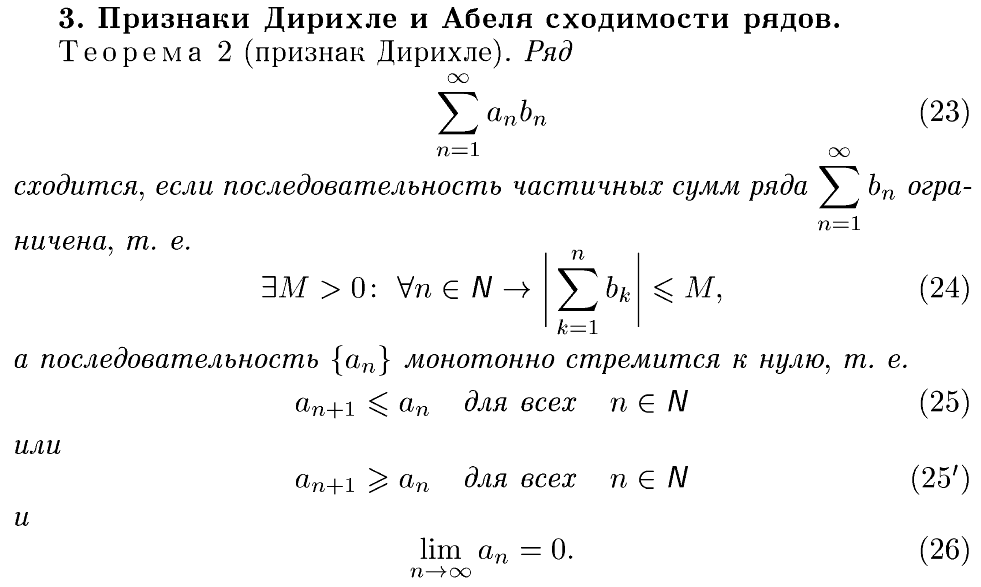 3. Признаки Дирихле и Абеля сходимости рядов.
Теорема 2 (признак Дирихле). Ряд
$$\sum_{n=1}^{\infty} a_n b_n \quad (23)$$
сходится, если последовательность частичных сумм ряда $\sum_{n=1}^{\infty} b_n$ огра-
ничена, т. е.
$$\exists M > 0\colon \ \forall n \in N \to \left| \sum_{k=1}^{n} b_k \right| \leqslant M, \quad (24)$$
а последовательность $\{a_n\}$ монотонно стремится к нулю, т. е.
$$a_{n+1} \leqslant a_n \quad \text{для всех} \quad n \in N \quad (25)$$
или
$$a_{n+1} \geqslant a_n \quad \text{для всех} \quad n \in N \quad (25')$$
и
$$\lim_{n \to \infty} a_n = 0. \quad (26)$$